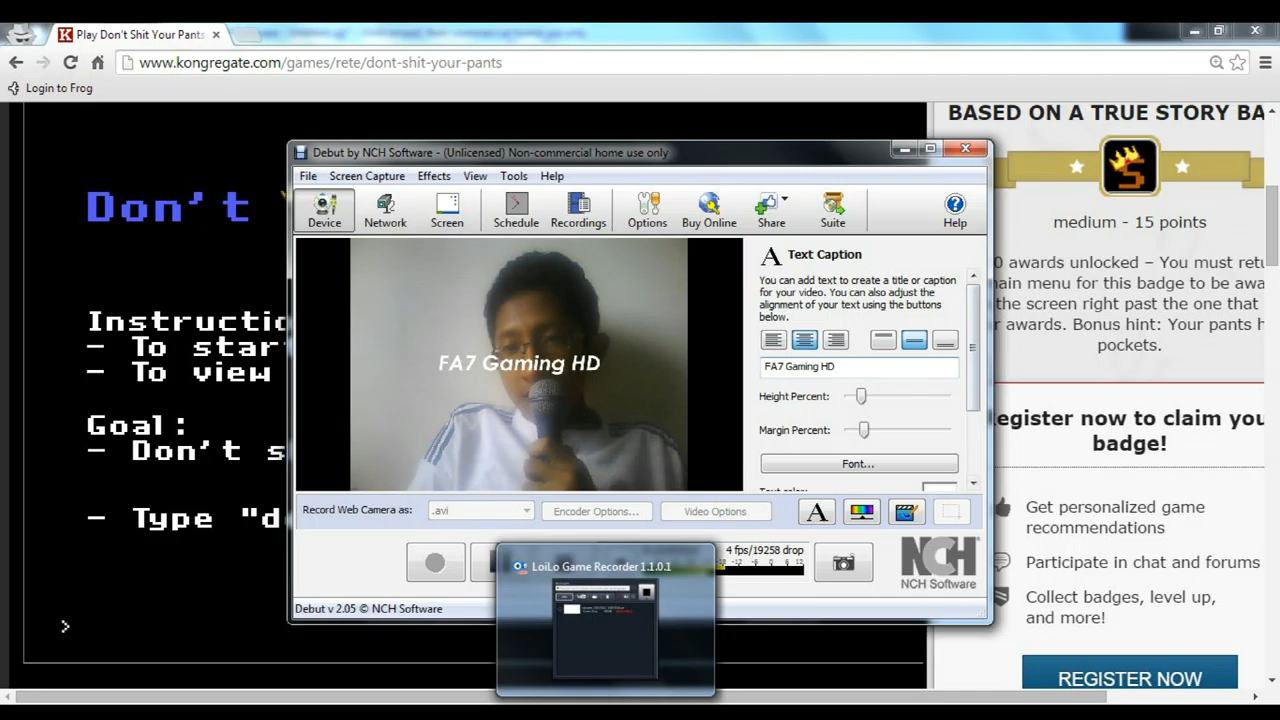 Play Don't Shit Your Pants
www.kongregate.com/games/rete/dont-shit-your-pants
Login to Frog
Don't
Instructio
- To star
- To view
Goal:
- Don't s
- Type "d
>
Debut by NCH Software - (Unlicensed) Non-commercial home use only
File Screen Capture Effects View Tools Help
Device Network Screen Schedule Recordings Options Buy Online Share Suite Help
FA7 Gaming HD
A Text Caption
You can add text to create a title or caption
for your video. You can also adjust the
alignment of your text using the buttons
below.
FA7 Gaming HD
Height Percent:
Margin Percent:
Font...
Record Web Camera as: .avi Encoder Options... Video Options A
4 fps/19258 drop
-12 -6 -3 0 3
NCH
NCH Software
Debut v 2.05 © NCH Software
LoiLo Game Recorder 1.1.0.1
BASED ON A TRUE STORY BA
medium - 15 points
0 awards unlocked – You must retu
main menu for this badge to be awa
the screen right past the one that
r awards. Bonus hint: Your pants h
pockets.
egister now to claim you
badge!
Get personalized game
recommendations
Participate in chat and forums
Collect badges, level up,
and more!
REGISTER NOW